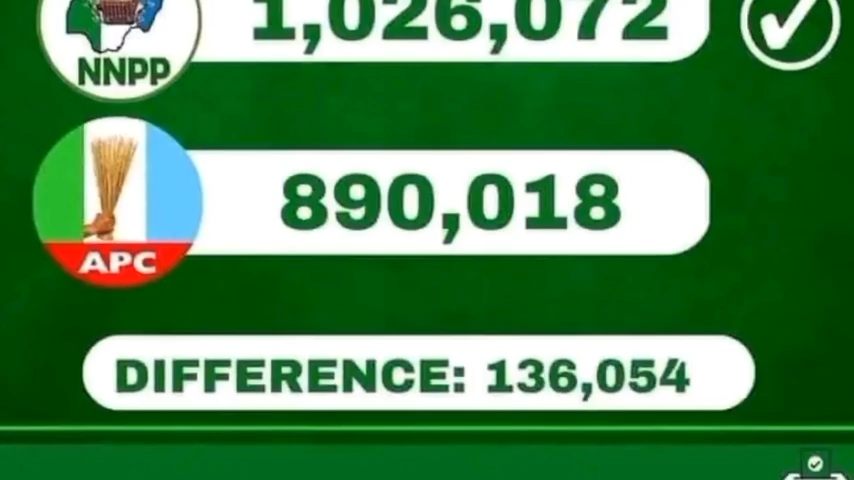 1,026,072
NNPP
890,018
APC
DIFFERENCE: 136,054